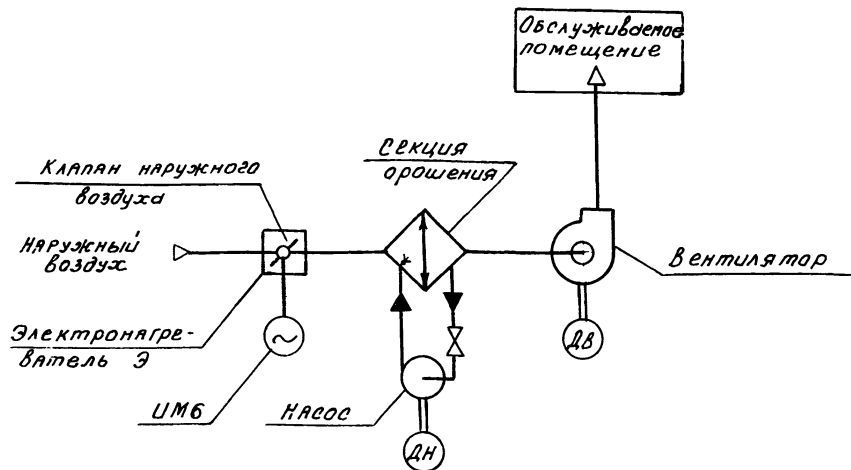 Обслуживаемое
помещение
Секция
орошения
Клапан наружного
воздуха
Наружный
воздух
Вентилятор
Электронагре-
ватель Э
ИМ6
Насос
ДВ
ДН